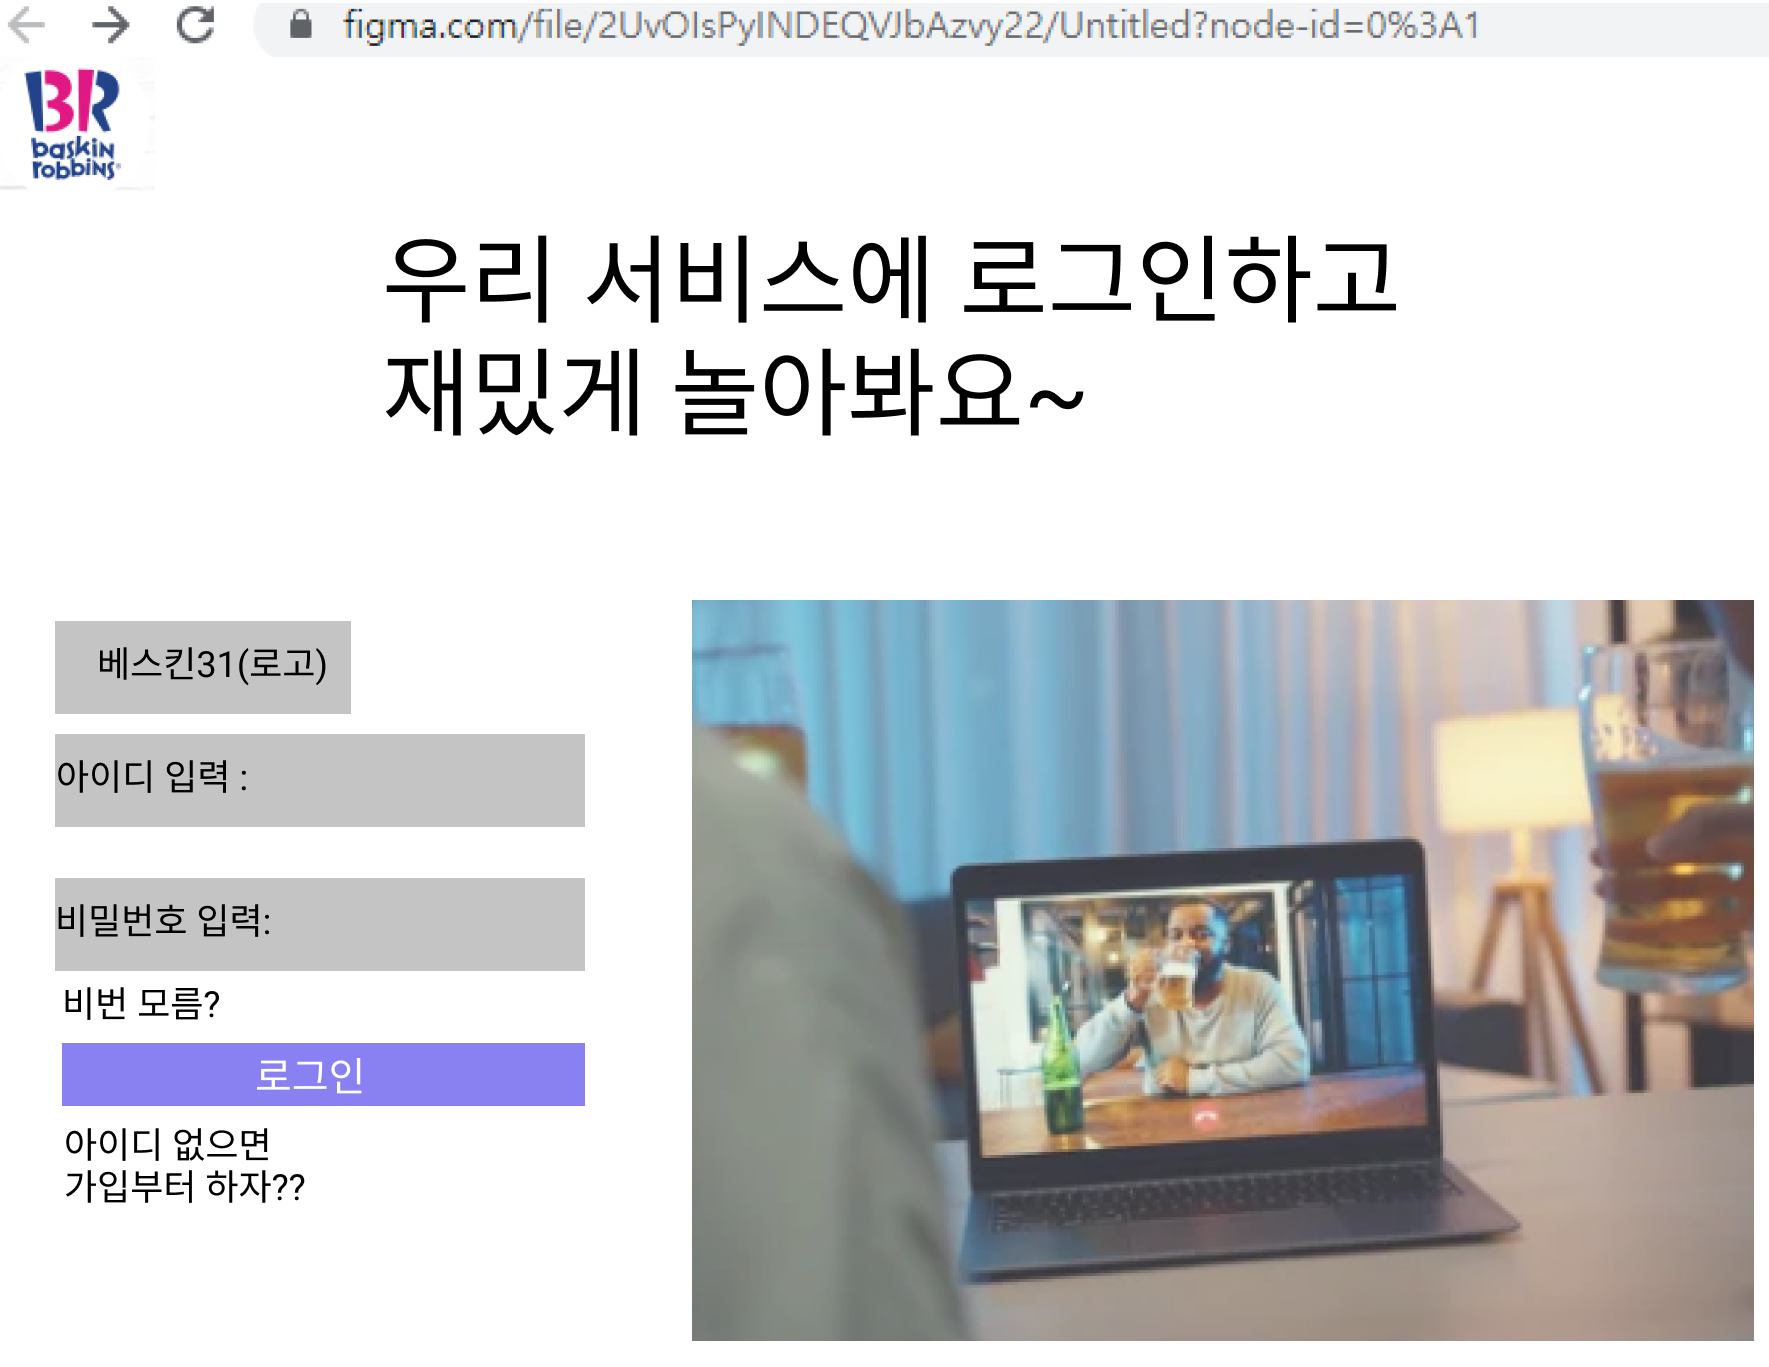 figma.com/file/2UvOIsPyINDEQVJbAzvy22/Untitled?node-id=0%3A1
BR
baskin
robbins
우리 서비스에 로그인하고
재밌게 놀아봐요~
베스킨31(로고)
아이디 입력 :
비밀번호 입력:
비번 모름?
로그인
아이디 없으면
가입부터 하자??